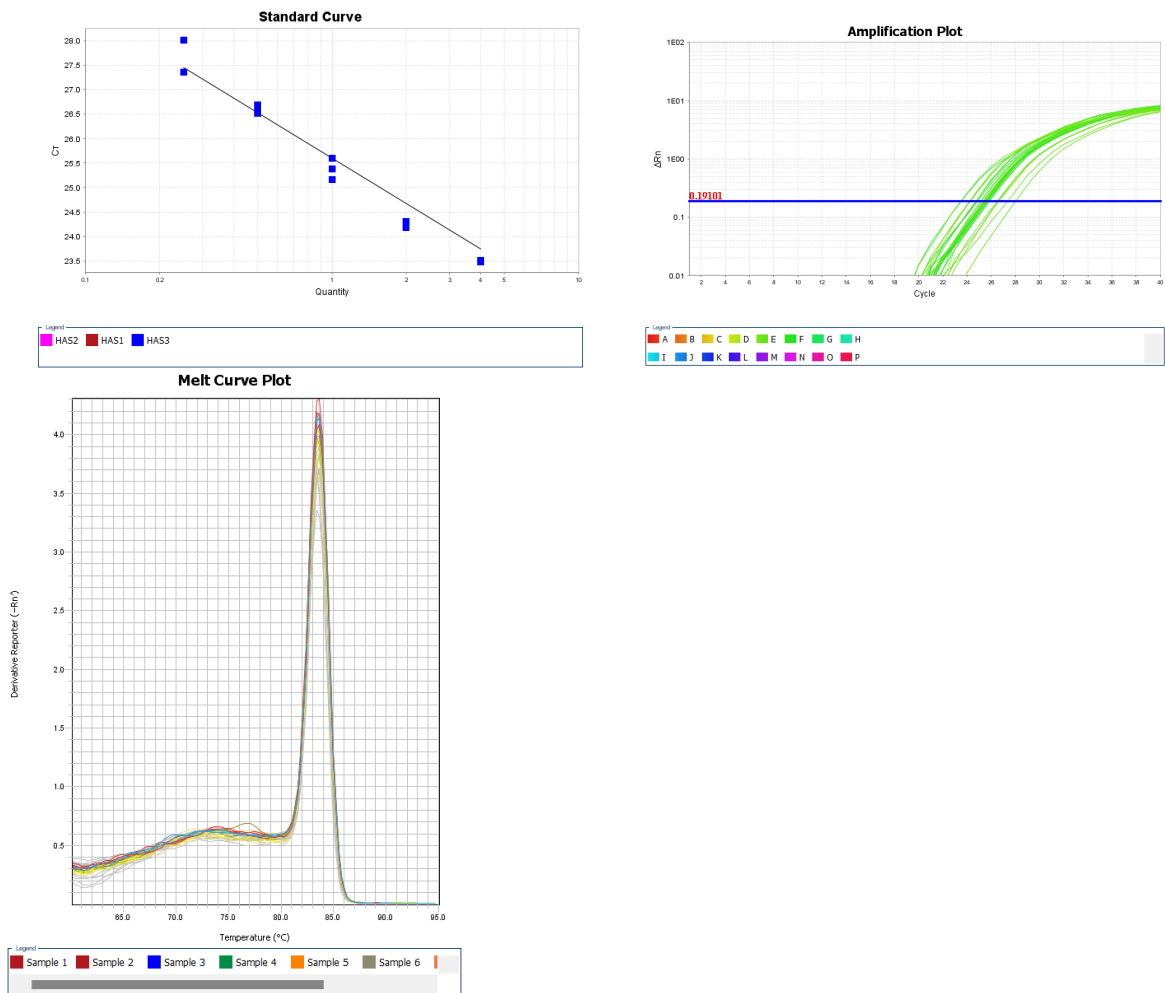 Standard Curve
28.0
27.5
27.0
26.5
26.0
25.5
25.0
24.5
24.0
23.5
CT
0.1 0.2 1 2 3 4 5 10
Quantity
Legend
HAS2 HAS1 HAS3
Amplification Plot
1E02
1E01
1E00
0.1
0.01
ΔRn
0.19101
2 4 6 8 10 12 14 16 18 20 22 24 26 28 30 32 34 36 38 40
Cycle
Legend
A B C D E F G H
I J K L M N O P
Melt Curve Plot
4.0
3.5
3.0
2.5
2.0
1.5
1.0
0.5
Derivative Reporter (-Rn')
65.0 70.0 75.0 80.0 85.0 90.0 95.0
Temperature (°C)
Legend
Sample 1 Sample 2 Sample 3 Sample 4 Sample 5 Sample 6